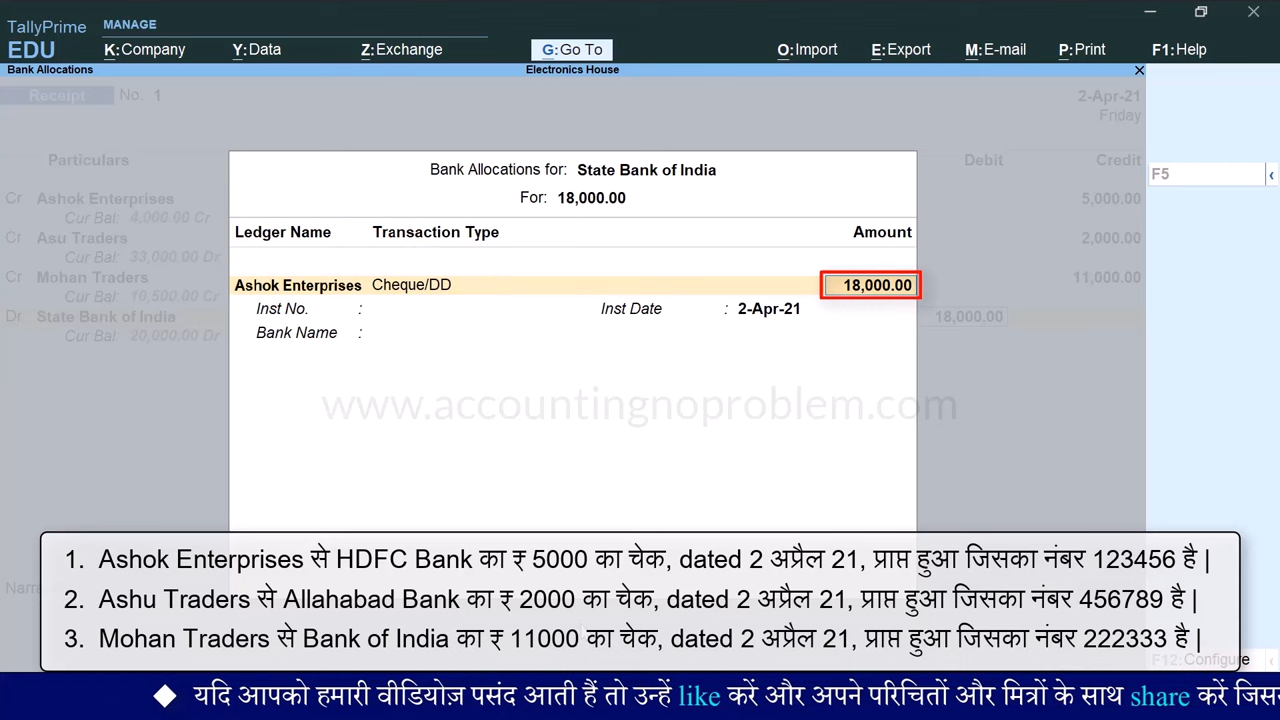 TallyPrime
EDU
MANAGE
K:Company
Y:Data
Z:Exchange
G:Go To
O:Import
E:Export
M:E-mail
P:Print
F1:Help
Bank Allocations
Electronics House
Receipt No. 1
2-Apr-21
Friday
Particulars
Debit
Credit
Cr Ashok Enterprises 5,000.00
Cur Bal: 4,000.00 Cr
Cr Asu Traders 2,000.00
Cur Bal: 33,000.00 Dr
Cr Mohan Traders 11,000.00
Cur Bal: 10,500.00 Cr
Dr State Bank of India 18,000.00
Cur Bal: 20,000.00 Dr
F5
Bank Allocations for: State Bank of India
For: 18,000.00
Ledger Name Transaction Type Amount
Ashok Enterprises Cheque/DD 18,000.00
Inst No. : Inst Date : 2-Apr-21
Bank Name :
www.accountingnoproblem.com
1. Ashok Enterprises से HDFC Bank का ₹ 5000 का चेक, dated 2 अप्रैल 21, प्राप्त हुआ जिसका नंबर 123456 है |
2. Ashu Traders से Allahabad Bank का ₹ 2000 का चेक, dated 2 अप्रैल 21, प्राप्त हुआ जिसका नंबर 456789 है |
3. Mohan Traders से Bank of India का ₹ 11000 का चेक, dated 2 अप्रैल 21, प्राप्त हुआ जिसका नंबर 222333 है |
F12:Configure
यदि आपको हमारी वीडियोज़ पसंद आती हैं तो उन्हें like करें और अपने परिचितों और मित्रों के साथ share करें